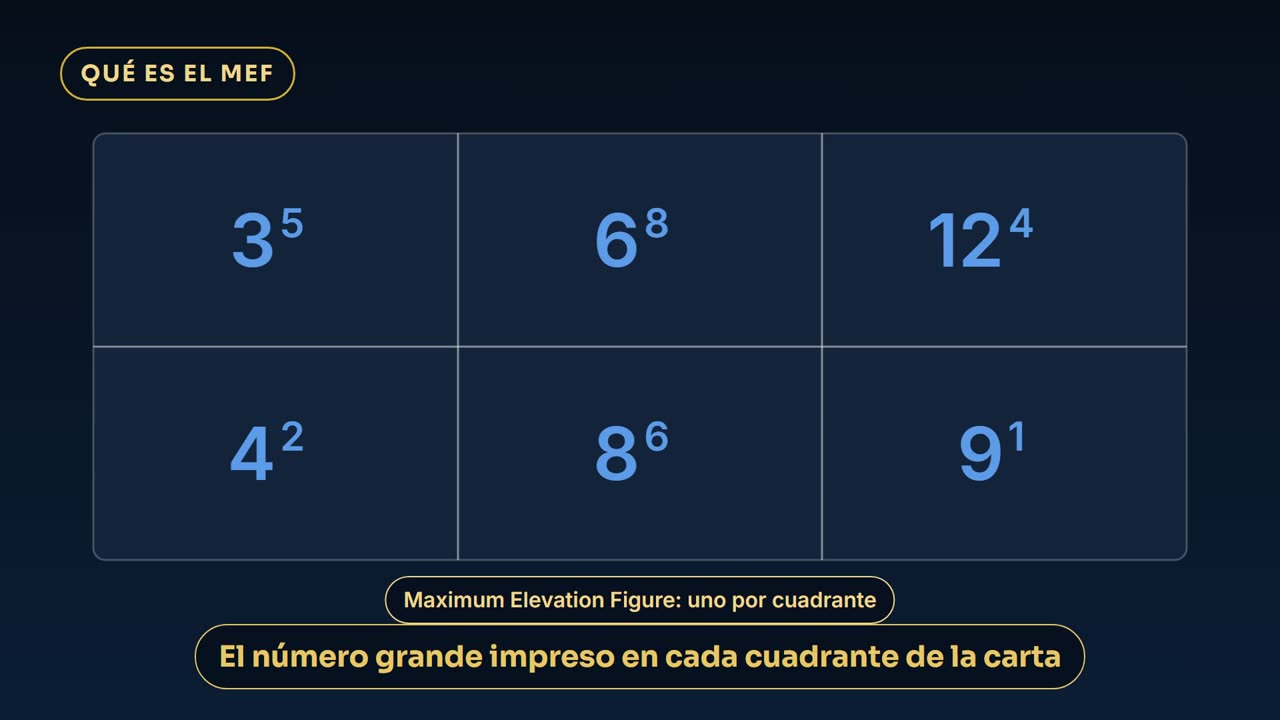 QUÉ ES EL MEF
3⁵ 6⁸ 12⁴
4² 8⁶ 9¹
Maximum Elevation Figure: uno por cuadrante
El número grande impreso en cada cuadrante de la carta